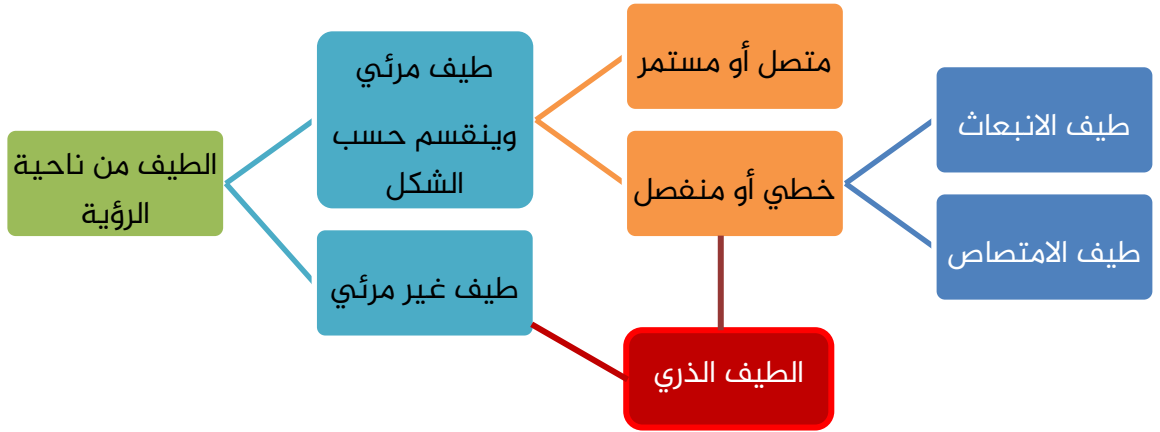 الطيف من ناحية
الرؤية
طيف مرئي
وينقسم حسب
الشكل
طيف غير مرئي
متصل أو مستمر
خطي أو منفصل
الطيف الذري
طيف الانبعاث
طيف الامتصاص